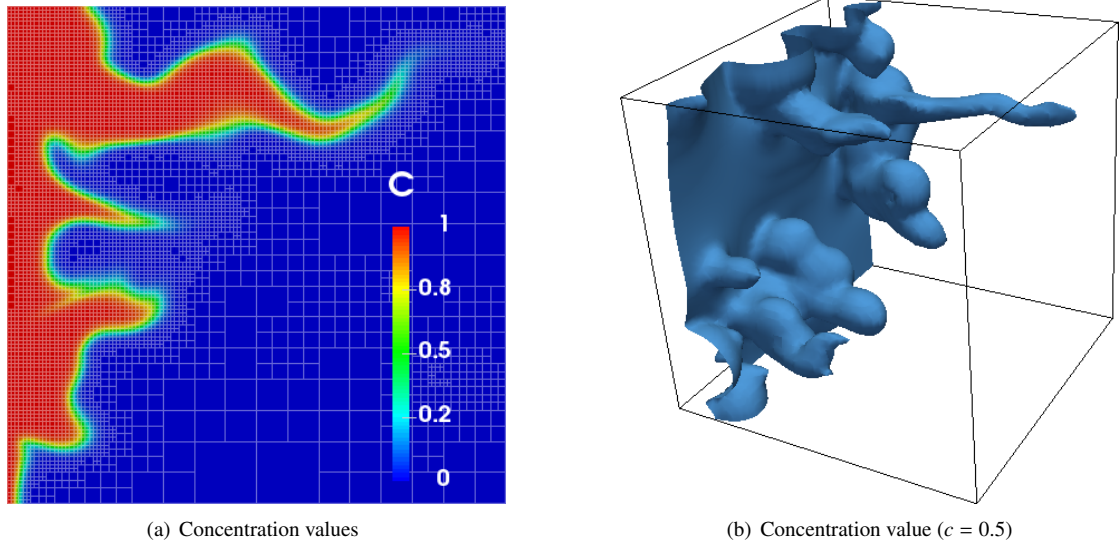 C
1
0.8
0.5
0.2
0
(a) Concentration values
(b) Concentration value (c = 0.5)